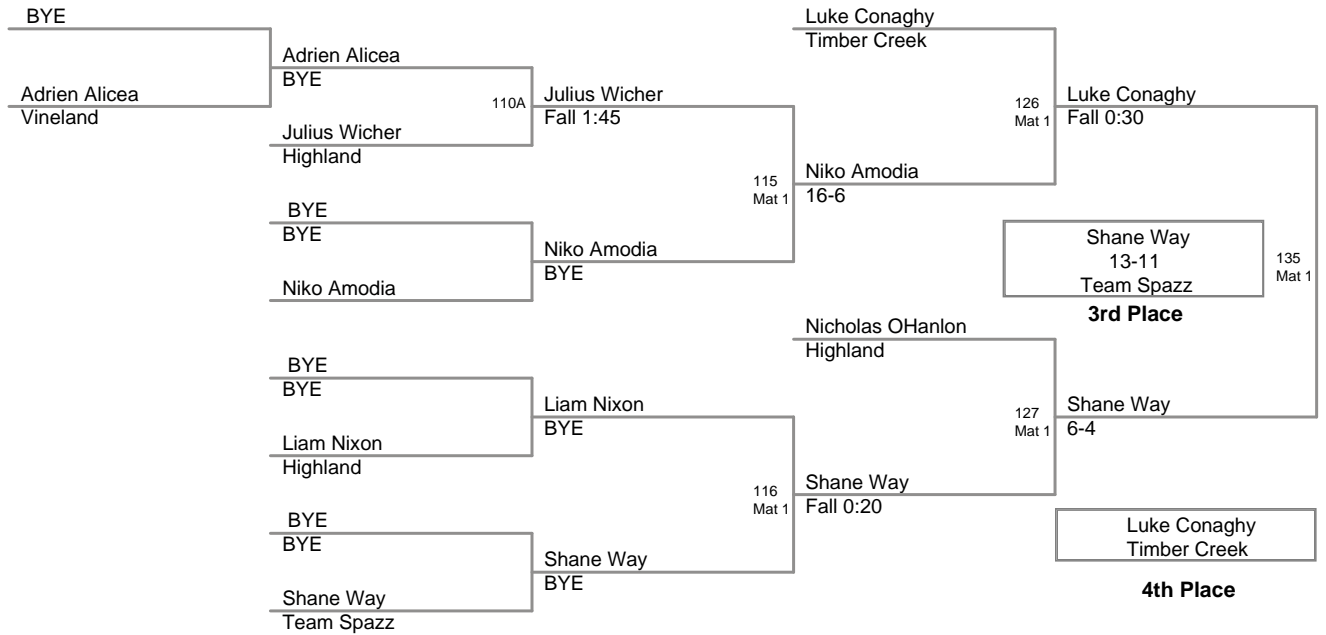 BYE
Adrien Alicea
Vineland
Adrien Alicea
BYE
Julius Wicher
Highland
BYE
BYE
Niko Amodia
BYE
BYE
Liam Nixon
Highland
BYE
BYE
Shane Way
Team Spazz
110A
Julius Wicher
Fall 1:45
Niko Amodia
BYE
Liam Nixon
BYE
Shane Way
BYE
115
Mat 1
116
Mat 1
Luke Conaghy
Timber Creek
Niko Amodia
16-6
Nicholas OHanlon
Highland
Shane Way
Fall 0:20
126
Mat 1
127
Mat 1
Luke Conaghy
Fall 0:30
Shane Way
6-4
135
Mat 1
Shane Way
13-11
Team Spazz
3rd Place
Luke Conaghy
Timber Creek
4th Place